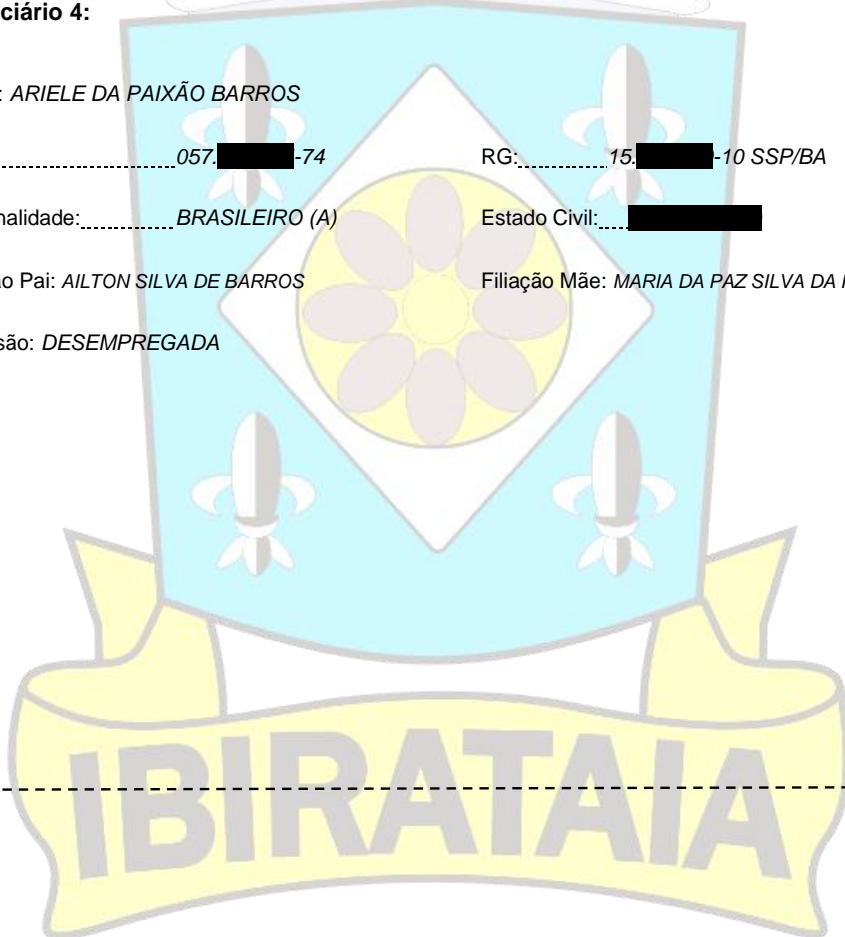 ciário 4:
: ARIELE DA PAIXÃO BARROS
057. -74 RG: 15. -10 SSP/BA
nalidade: BRASILEIRO (A) Estado Civil:
o Pai: AILTON SILVA DE BARROS Filiação Mãe: MARIA DA PAZ SILVA DA
são: DESEMPREGADA
IBIRATAIA